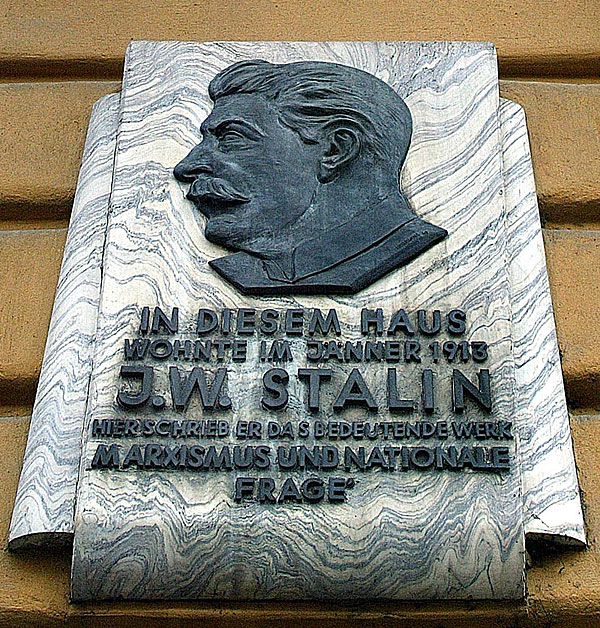 IN DIESEM HAUS
WOHNTE IM JÄNNER 1913
J.W. STALIN
HIER SCHRIEB ER DAS BEDEUTENDE WERK
MARXISMUS UND NATIONALE
FRAGE"